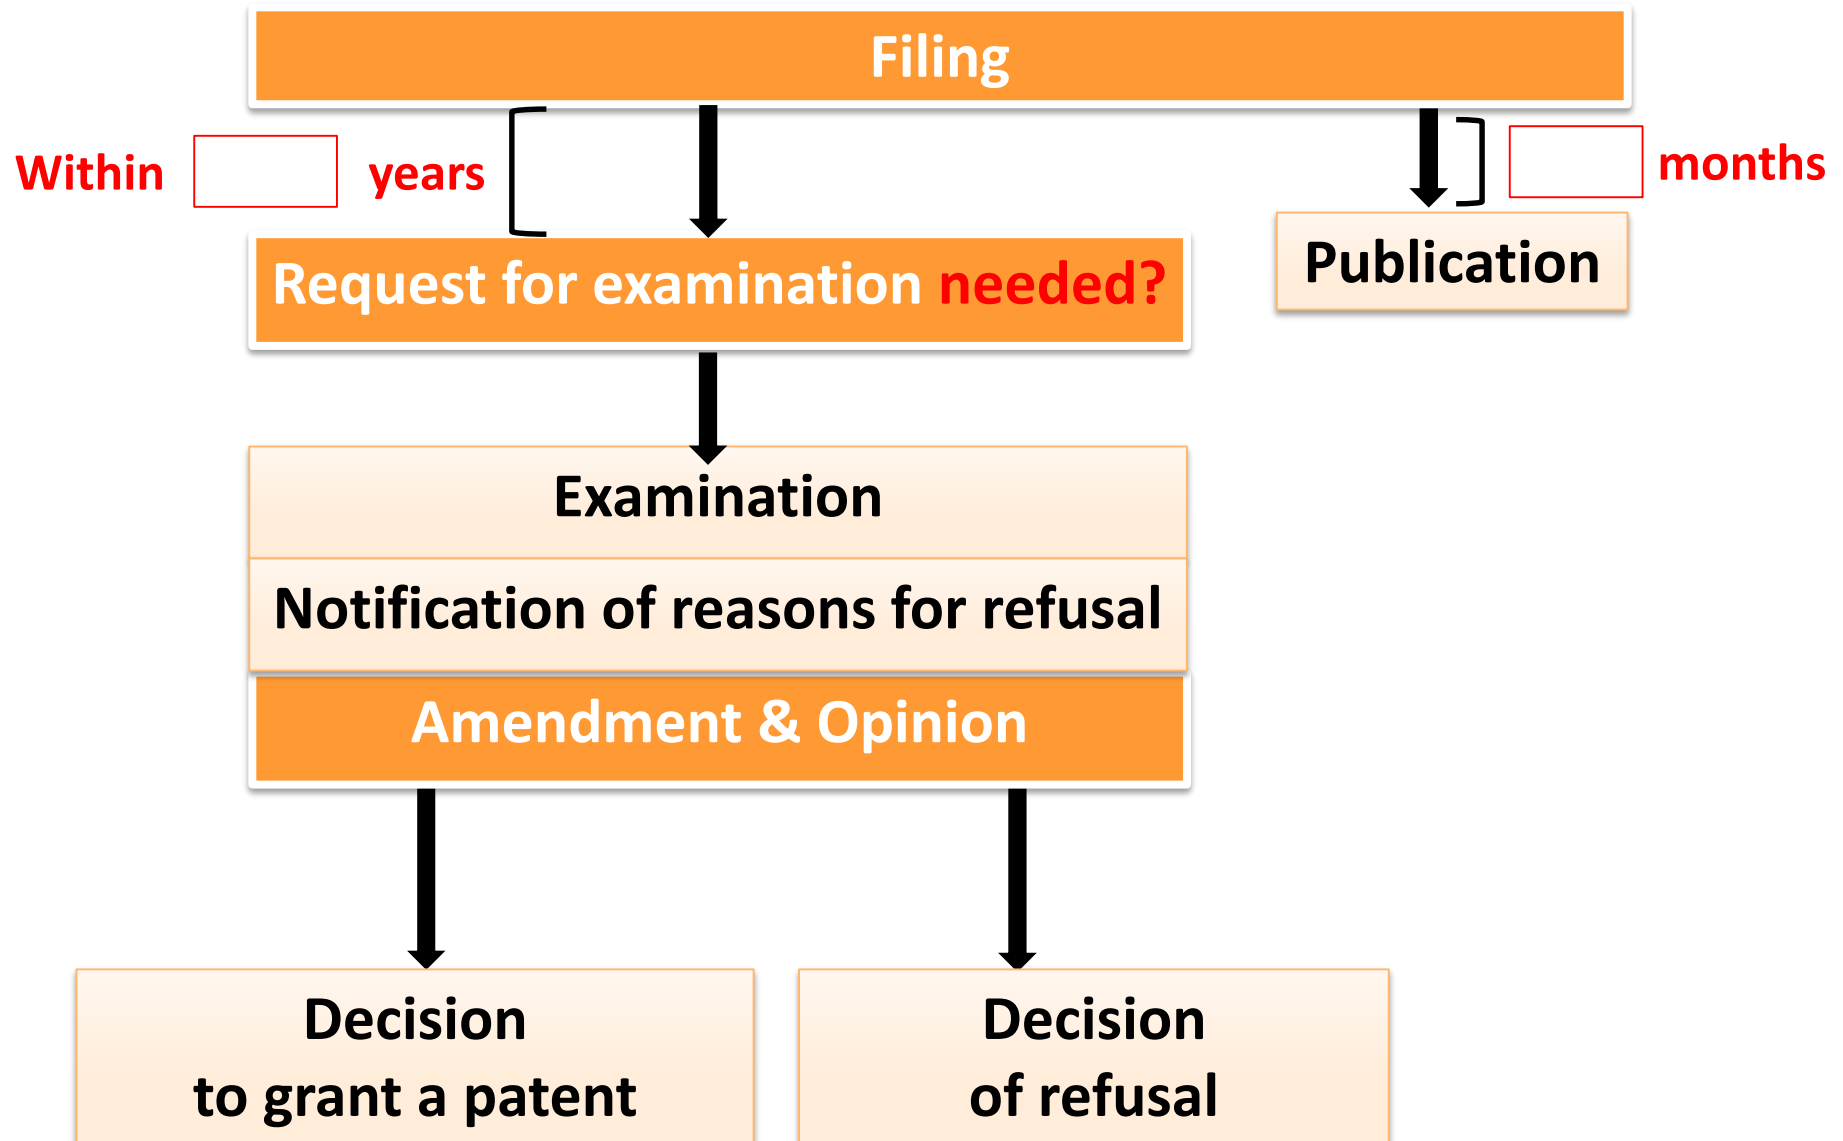 Filing
Within
years
months
Request for examination needed?
Publication
Examination
Notification of reasons for refusal
Amendment & Opinion
Decision
to grant a patent
Decision
of refusal